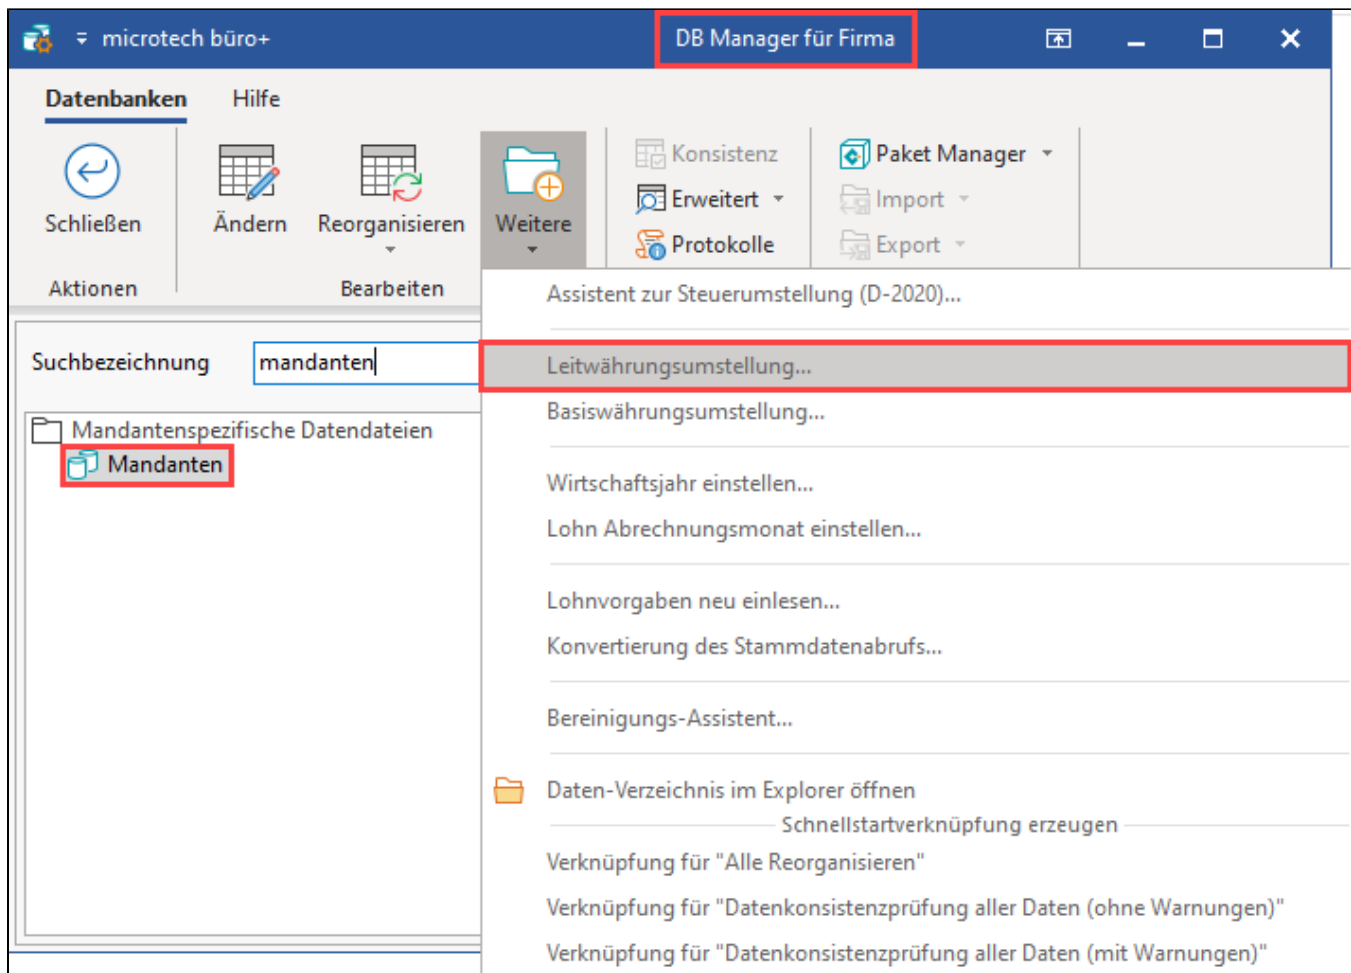 microtech büro+
DB Manager für Firma
Datenbanken Hilfe
Schließen
Ändern
Reorganisieren
Weitere
Konsistenz
Erweitert
Protokolle
Paket Manager
Import
Export
Aktionen
Bearbeiten
Suchbezeichnung mandanten
Mandantenspezifische Datendateien
Mandanten
Assistent zur Steuerumstellung (D-2020)...
Leitwährungsumstellung...
Basiswährungsumstellung...
Wirtschaftsjahr einstellen...
Lohn Abrechnungsmonat einstellen...
Lohnvorgaben neu einlesen...
Konvertierung des Stammdatenabrufs...
Bereinigungs-Assistent...
Daten-Verzeichnis im Explorer öffnen
Schnellstartverknüpfung erzeugen
Verknüpfung für "Alle Reorganisieren"
Verknüpfung für "Datenkonsistenzprüfung aller Daten (ohne Warnungen)"
Verknüpfung für "Datenkonsistenzprüfung aller Daten (mit Warnungen)"